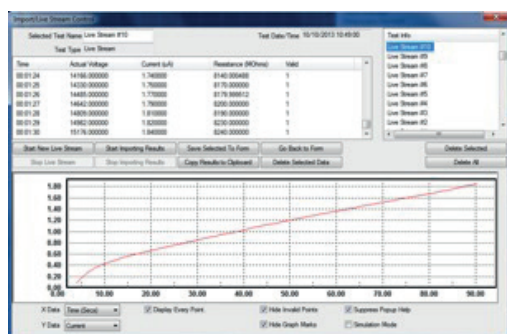 Import/Live Stream Control
Selected Test Name Live Stream #10
Test Date/Time 10/10/2013 10:49:00
Test Type Live Stream
Test Info
Live Stream #10
Live Stream #9
Live Stream #8
Live Stream #7
Live Stream #6
Live Stream #5
Live Stream #4
Live Stream #3
Live Stream #2
Time Actual Voltage Current (uA) Resistance (MOhms) Valid
00:01:24 14166.000000 1.740000 8140.000488 1
00:01:25 14330.000000 1.750000 8170.000000 1
00:01:26 14485.000000 1.770000 8179.999512 1
00:01:27 14642.000000 1.790000 8200.000000 1
00:01:28 14809.000000 1.810000 8190.000000 1
00:01:29 14982.000000 1.820000 8230.000000 1
00:01:30 15176.000000 1.840000 8240.000000 1
Start New Live Stream Start Importing Results Save Selected To Form Go Back to Form Delete Selected
Stop Live Stream Stop Importing Results Copy Results to Clipboard Delete Selected Data Delete All
1.80
1.60
1.40
1.20
1.00
0.80
0.60
0.40
0.20
0.00
0.00 10.00 20.00 30.00 40.00 50.00 60.00 70.00 80.00 90.00
X Data Time (Secs) Display Every Point Hide Invalid Points Suppress Popup Help
Y Data Current Hide Graph Marks Simulation Mode